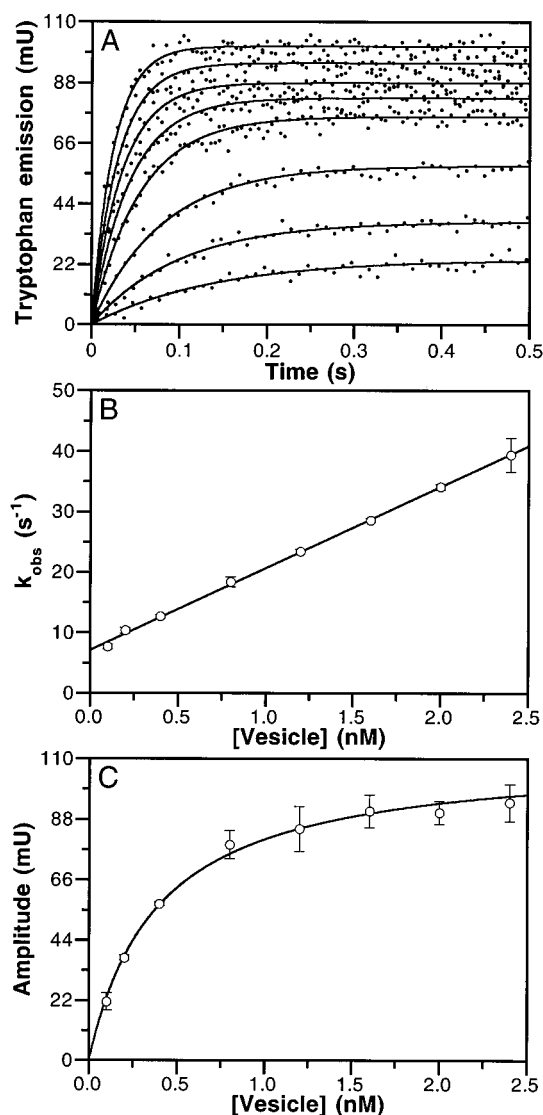 A
Tryptophan emission (mU)
110
88
66
44
22
0
0 0.1 0.2 0.3 0.4 0.5
Time (s)
B
k_obs (s⁻¹)
50
40
30
20
10
0
0.0 0.5 1.0 1.5 2.0 2.5
[Vesicle] (nM)
C
Amplitude (mU)
110
88
66
44
22
0
0.0 0.5 1.0 1.5 2.0 2.5
[Vesicle] (nM)